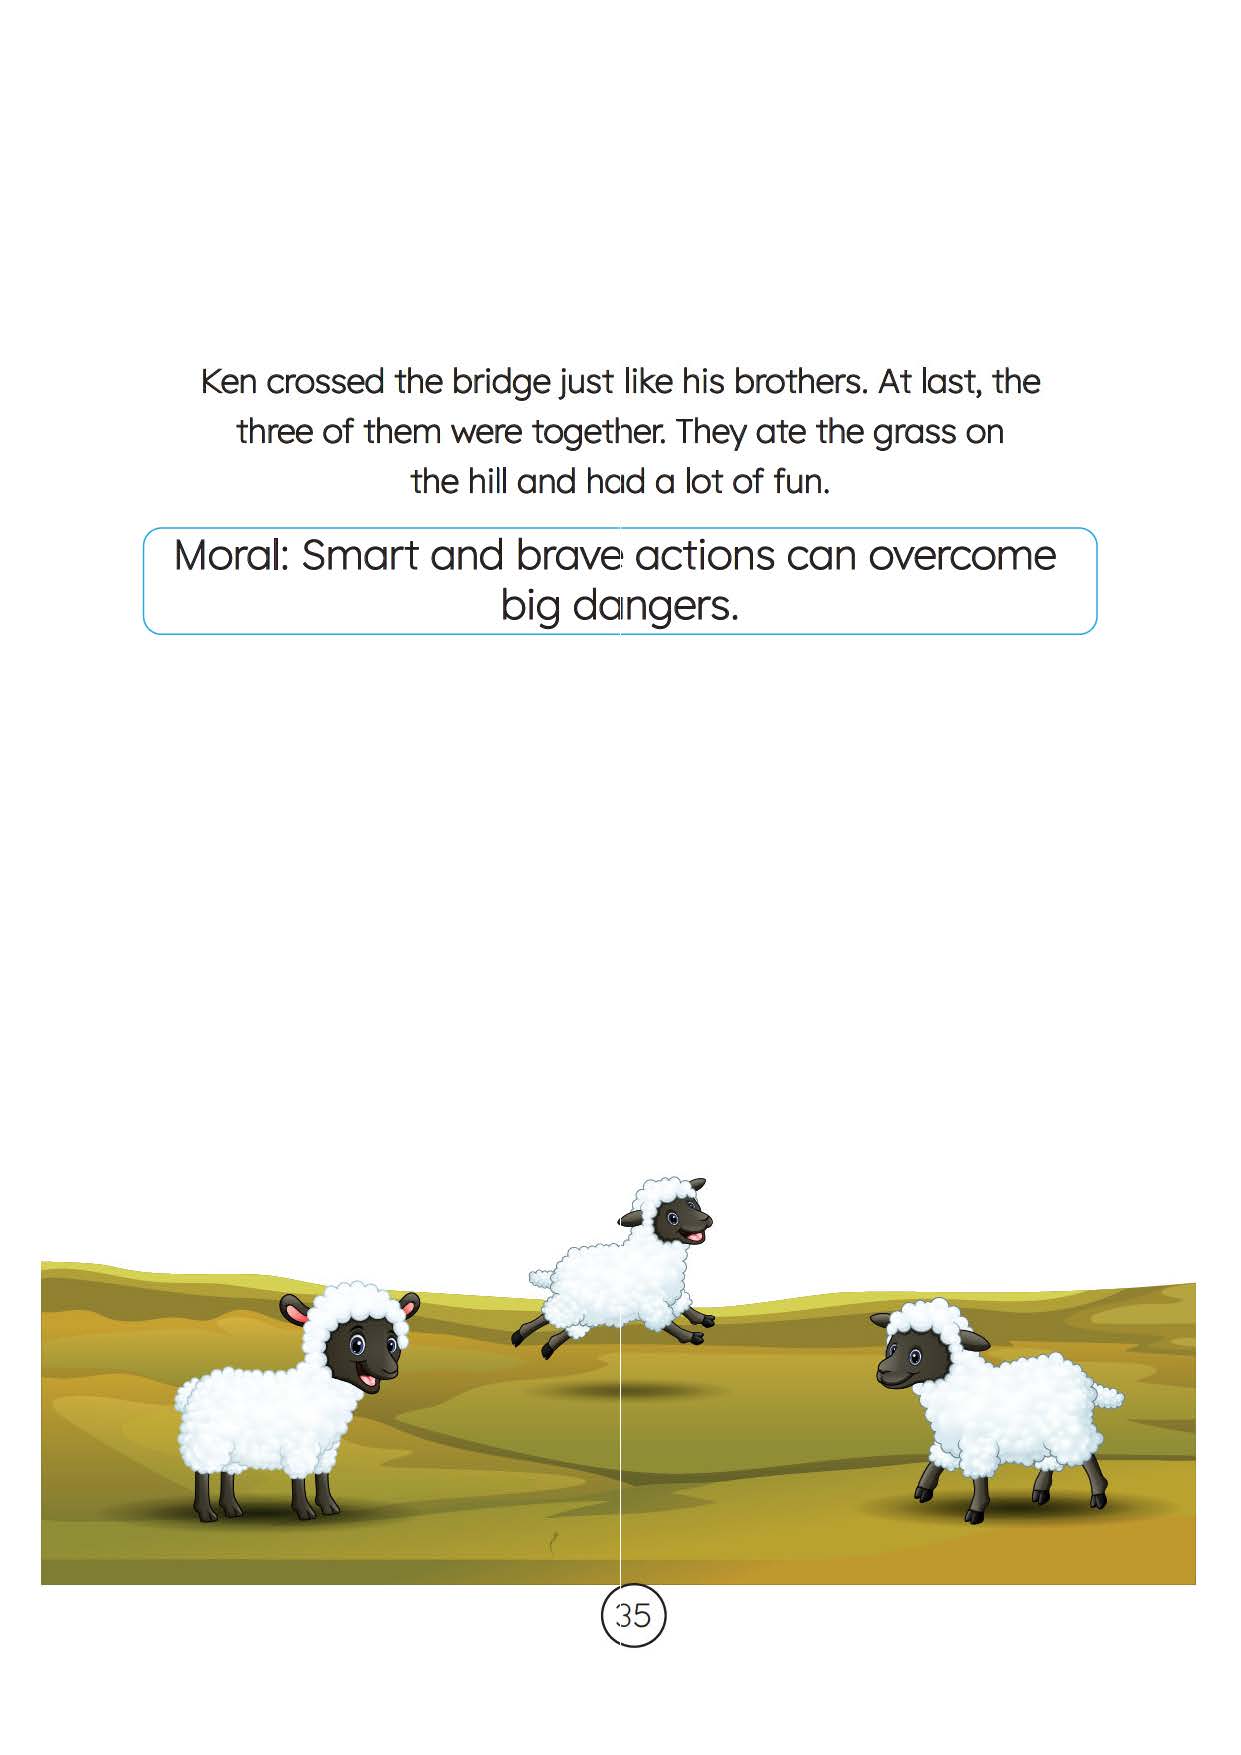 Ken crossed the bridge just like his brothers. At last, the
three of them were together. They ate the grass on
the hill and had a lot of fun.
Moral: Smart and brave actions can overcome
big dangers.
35